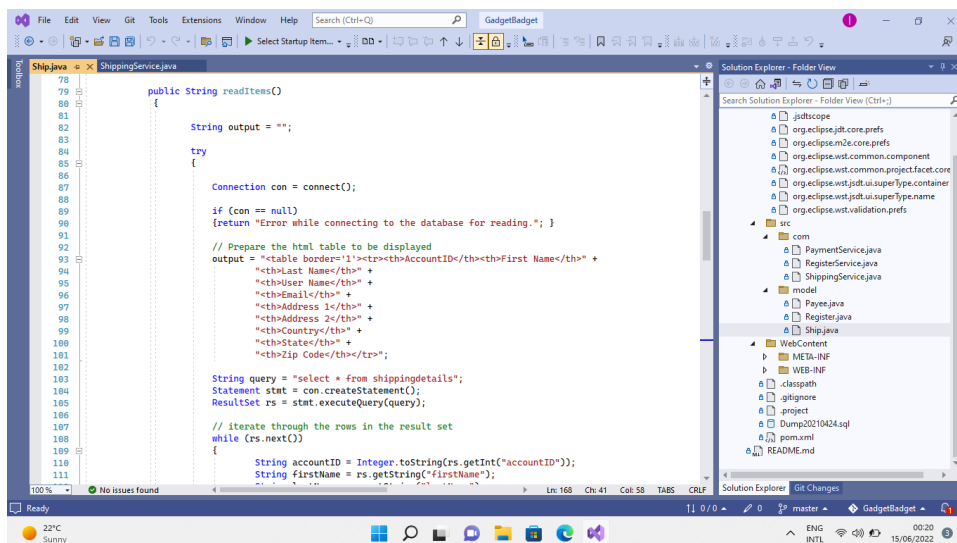 File Edit View Git Tools Extensions Window Help Search (Ctrl+Q) GadgetBadget
Select Startup Item...
Toolbox
Ship.java ShippingService.java
78
79 public String readItems()
80 {
81
82 String output = "";
83
84 try
85 {
86
87 Connection con = connect();
88
89 if (con == null)
90 {return "Error while connecting to the database for reading."; }
91
92 // Prepare the html table to be displayed
93 output = "<table border='1'><tr><th>AccountID</th><th>First Name</th>" +
94 "<th>Last Name</th>" +
95 "<th>User Name</th>" +
96 "<th>Email</th>" +
97 "<th>Address 1</th>" +
98 "<th>Address 2</th>" +
99 "<th>Country</th>" +
100 "<th>State</th>" +
101 "<th>Zip Code</th></tr>";
102
103 String query = "select * from shippingdetails";
104 Statement stmt = con.createStatement();
105 ResultSet rs = stmt.executeQuery(query);
106
107 // iterate through the rows in the result set
108 while (rs.next())
109 {
110 String accountID = Integer.toString(rs.getInt("accountID"));
111 String firstName = rs.getString("firstName");
100 % No issues found Ln: 168 Ch: 41 Col: 58 TABS CRLF
Solution Explorer - Folder View
Search Solution Explorer - Folder View (Ctrl+;)
.jsdtscope
org.eclipse.jdt.core.prefs
org.eclipse.m2e.core.prefs
org.eclipse.wst.common.component
org.eclipse.wst.common.project.facet.core
org.eclipse.wst.jsdt.ui.superType.container
org.eclipse.wst.jsdt.ui.superType.name
org.eclipse.wst.validation.prefs
src
com
PaymentService.java
RegisterService.java
ShippingService.java
model
Payee.java
Register.java
Ship.java
WebContent
META-INF
WEB-INF
.classpath
.gitignore
.project
Dump20210424.sql
pom.xml
README.md
Solution Explorer Git Changes
Ready 0 / 0 0 master GadgetBadget 1
22°C
Sunny
ENG
INTL
00:20
15/06/2022
3